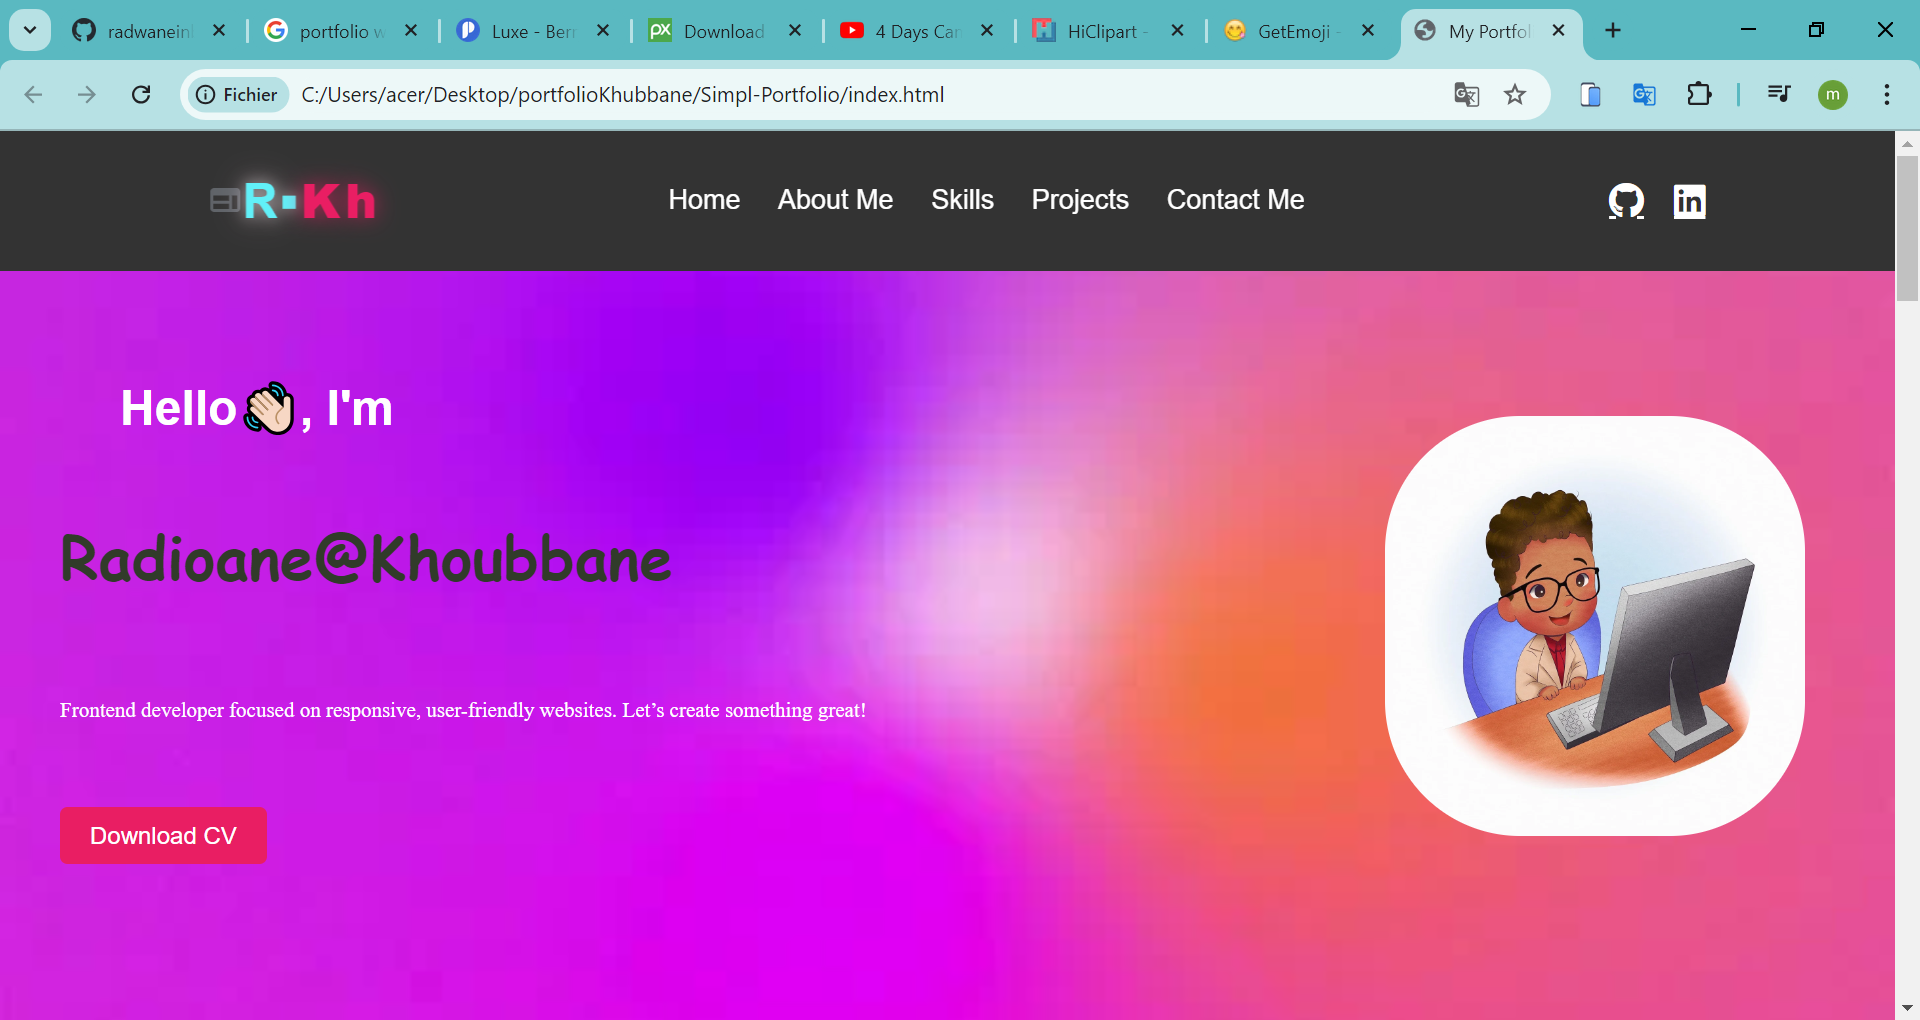 radwanein
portfolio w
Luxe - Ber
Download
4 Days Car
HiClipart -
GetEmoji -
My Portfol
Fichier
C:/Users/acer/Desktop/portfolioKhubbane/Simpl-Portfolio/index.html
m
R▪Kh
Home
About Me
Skills
Projects
Contact Me
in
Hello👋🏻, I'm
Radioane@Khoubbane
Frontend developer focused on responsive, user-friendly websites. Let’s create something great!
Download CV